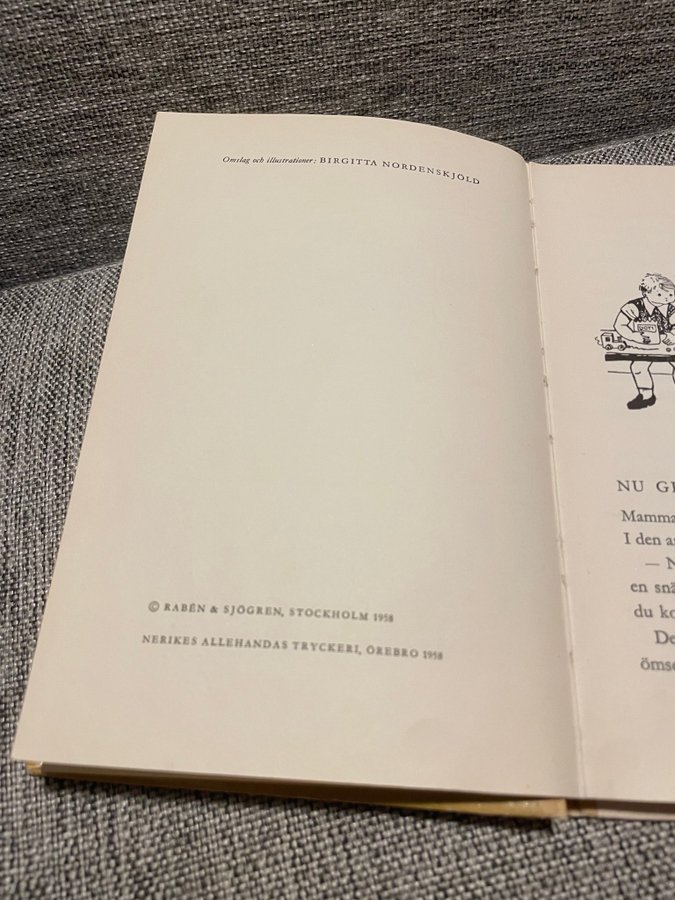 Omslag och illustrationer: BIRGITTA NORDENSKJÖLD
© RABÉN & SJÖGREN, STOCKHOLM 1958
NERIKES ALLEHANDAS TRYCKERI, ÖREBRO 1958
NU
Mamma
I den
—
en
du
De